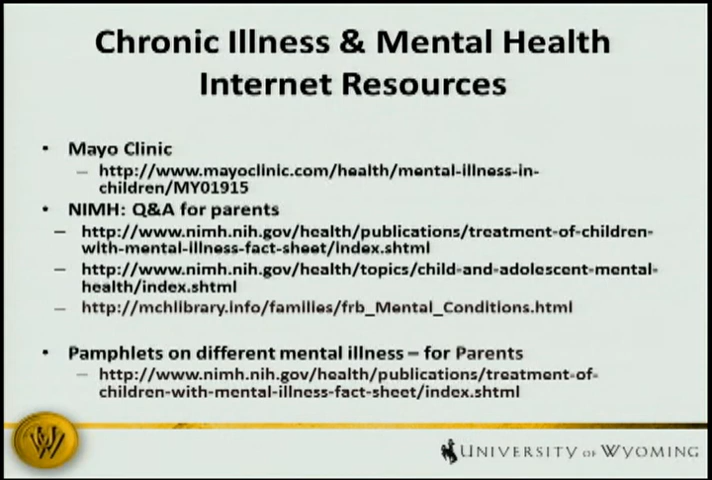 Chronic Illness & Mental Health
Internet Resources
• Mayo Clinic
– http://www.mayoclinic.com/health/mental-illness-in-
children/MY01915
• NIMH: Q&A for parents
– http://www.nimh.nih.gov/health/publications/treatment-of-children-
with-mental-illness-fact-sheet/index.shtml
– http://www.nimh.nih.gov/health/topics/child-and-adolescent-mental-
health/index.shtml
– http://mchlibrary.info/families/frb_Mental_Conditions.html
• Pamphlets on different mental illness – for Parents
– http://www.nimh.nih.gov/health/publications/treatment-of-
children-with-mental-illness-fact-sheet/index.shtml
UW
UNIVERSITY OF WYOMING